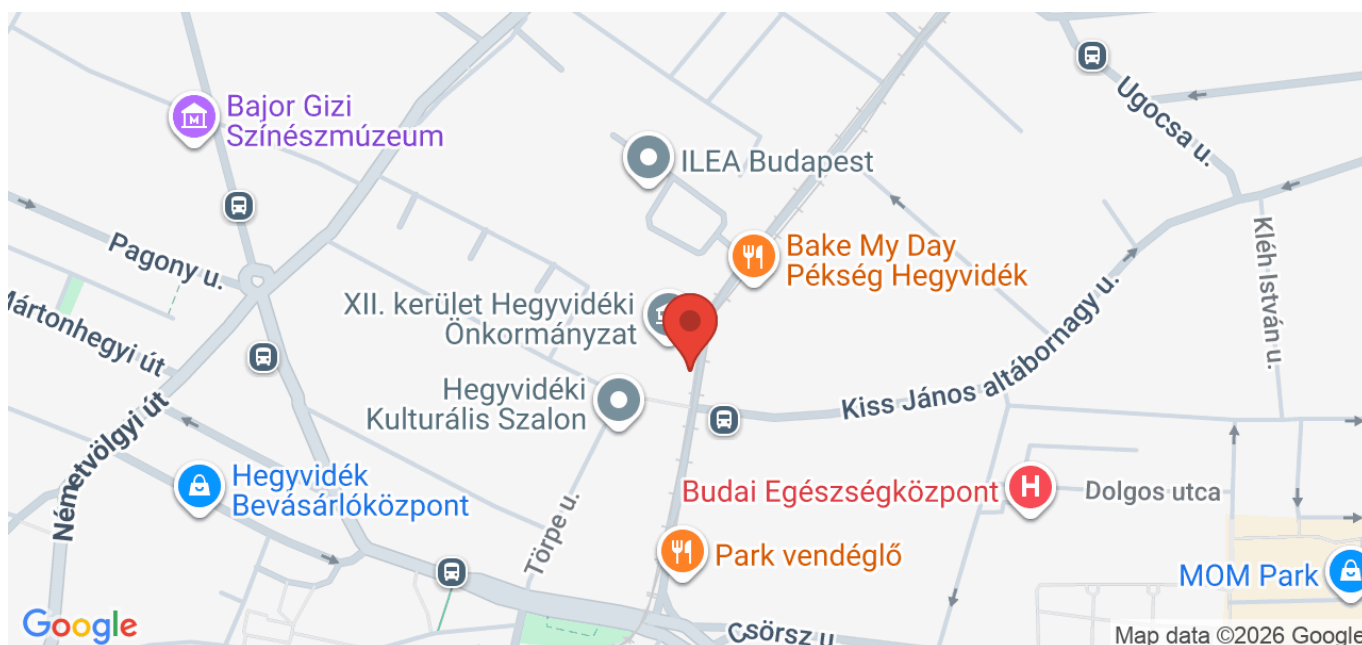 Bajor Gizi
Színészmúzeum
ILEA Budapest
Ugocsa u.
Pagony u.
Bake My Day
Pékség Hegyvidék
Kléh István u.
Mártonhegyi út
XII. kerület Hegyvidéki
Önkormányzat
Hegyvidéki
Kulturális Szalon
Kiss János altábornagy u.
Németvölgyi út
Hegyvidék
Bevásárlóközpont
Budai Egészségközpont
H
Dolgos utca
Törpe u.
Park vendéglő
MOM Park
Google
Csörsz u
Map data ©2026 Google